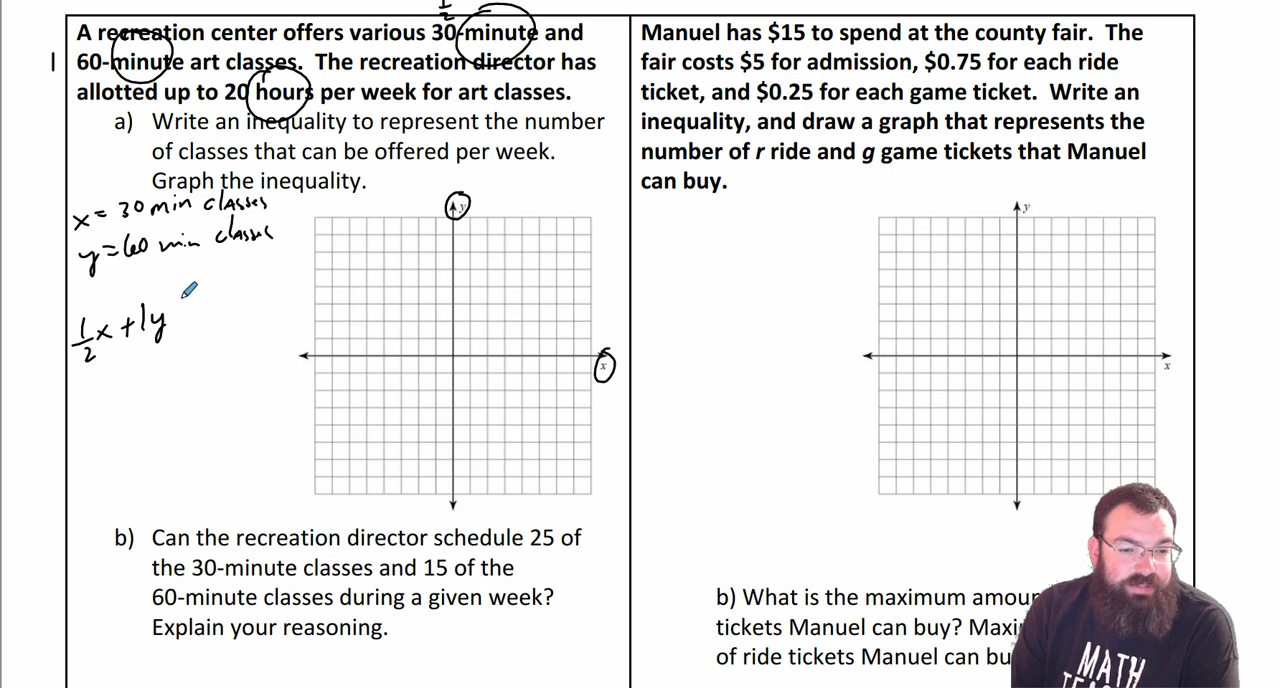 1/2
A recreation center offers various 30-minute and
60-minute art classes. The recreation director has
1
1
allotted up to 20 hours per week for art classes.
a) Write an inequality to represent the number
of classes that can be offered per week.
Graph the inequality.
x = 30 min classes
y = 60 min classes
1/2 x + 1y
y
x
b) Can the recreation director schedule 25 of
the 30-minute classes and 15 of the
60-minute classes during a given week?
Explain your reasoning.
Manuel has $15 to spend at the county fair. The
fair costs $5 for admission, $0.75 for each ride
ticket, and $0.25 for each game ticket. Write an
inequality, and draw a graph that represents the
number of r ride and g game tickets that Manuel
can buy.
y
x
b) What is the maximum
tickets Manuel can buy?
of ride tickets Manuel can
MATH